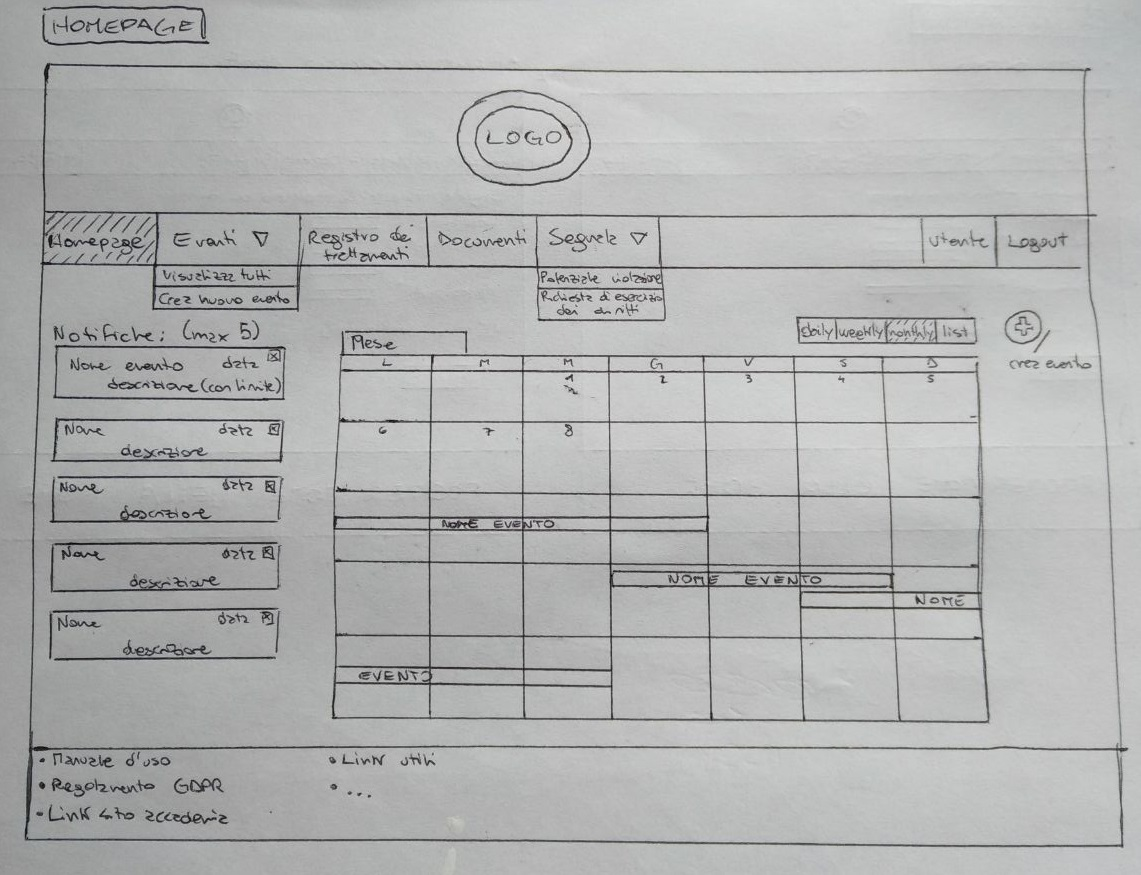 HOMEPAGE
LOGO
Homepage
Eventi
Registro dei
trattamenti
Documenti
Segnala
Utente
Logout
Visualizza tutti
Crea nuovo evento
Potenziale violazione
Richiesta di esercizio
dei diritti
Notifiche: (max 5)
Nome evento data
descrizione (con limite)
Nome data
descrizione
Nome data
descrizione
Nome data
descrizione
Nome data
descrizione
Mese
daily weekly monthly list
+
crea evento
L M M G V S D
1 2 3 4 5
6 7 8
NOME EVENTO
NOME EVENTO
NOME
EVENTO
• Manuale d'uso
• Regolamento GDPR
• Link sito accademia
• Link utili
• ...